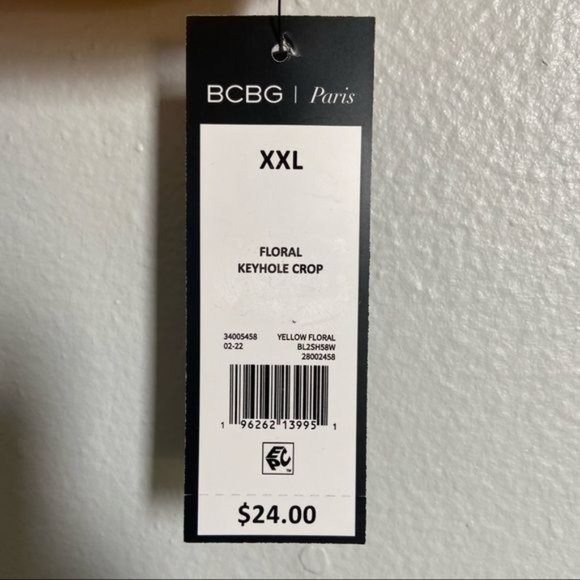 BCBG | Paris
XXL
FLORAL
KEYHOLE CROP
34005458 YELLOW FLORAL
02-22 BL2SH58W
28002458
1 96262 13995 1
EPC
$24.00